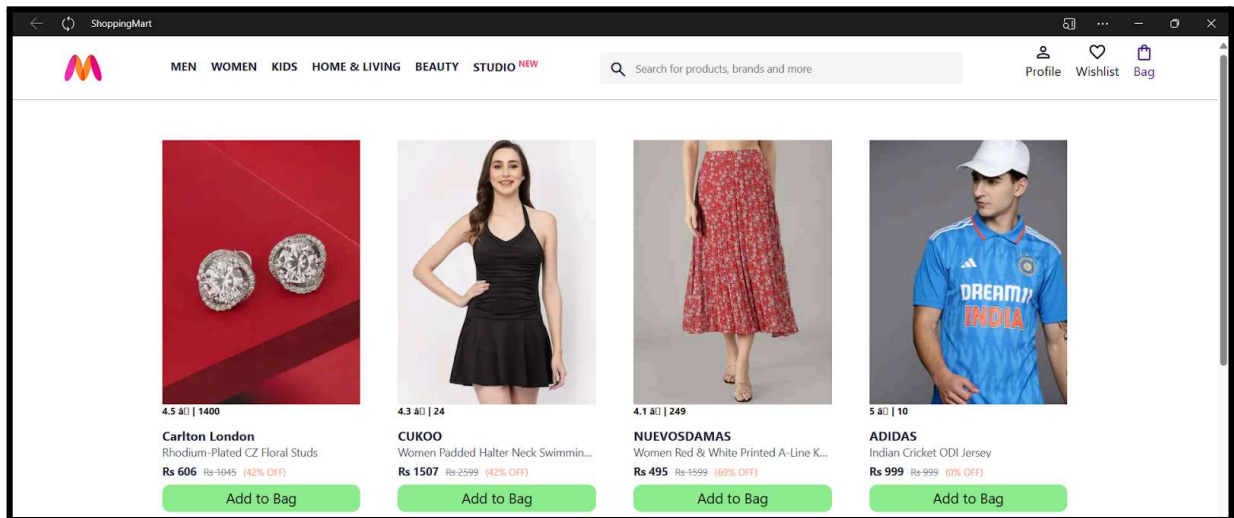 ShoppingMart
MEN WOMEN KIDS HOME & LIVING BEAUTY STUDIO NEW
Search for products, brands and more
Profile Wishlist Bag
DREAM11
INDIA
4.5 â | 1400
Carlton London
Rhodium-Plated CZ Floral Studs
Rs 606 Rs 1045 (42% OFF)
Add to Bag
4.3 â | 24
CUKOO
Women Padded Halter Neck Swimmin...
Rs 1507 Rs 2599 (42% OFF)
Add to Bag
4.1 â | 249
NUEVOSDAMAS
Women Red & White Printed A-Line K...
Rs 495 Rs 1599 (69% OFF)
Add to Bag
5 â | 10
ADIDAS
Indian Cricket ODI Jersey
Rs 999 Rs 999 (0% OFF)
Add to Bag